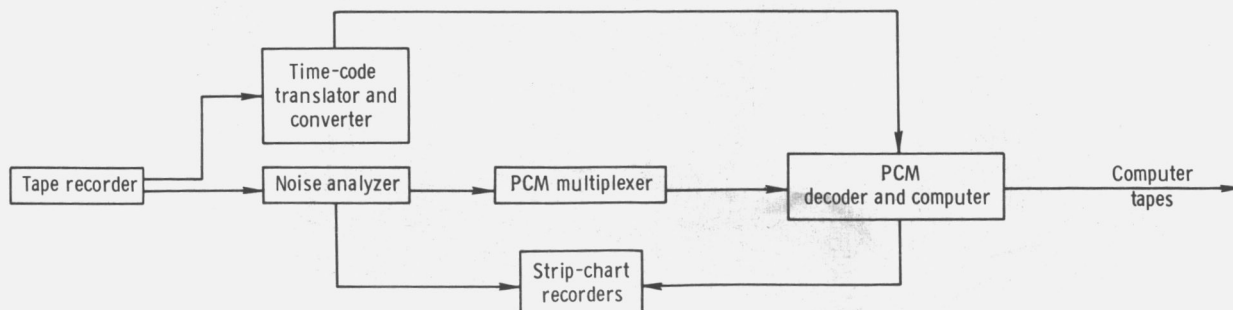 Time-code
translator and
converter
Tape recorder
Noise analyzer
PCM multiplexer
PCM
decoder and computer
Computer
tapes
Strip-chart
recorders